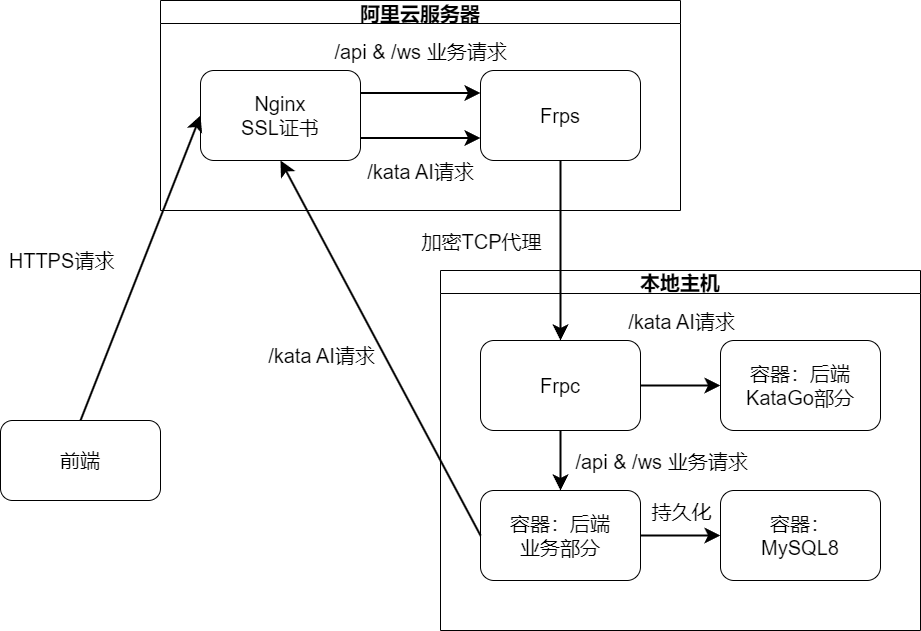 阿里云服务器
/api & /ws 业务请求
Nginx
SSL证书
Frps
/kata AI请求
HTTPS请求
加密TCP代理
本地主机
/kata AI请求
/kata AI请求
Frpc
容器：后端
KataGo部分
前端
/api & /ws 业务请求
容器：后端
业务部分
持久化
容器：
MySQL8